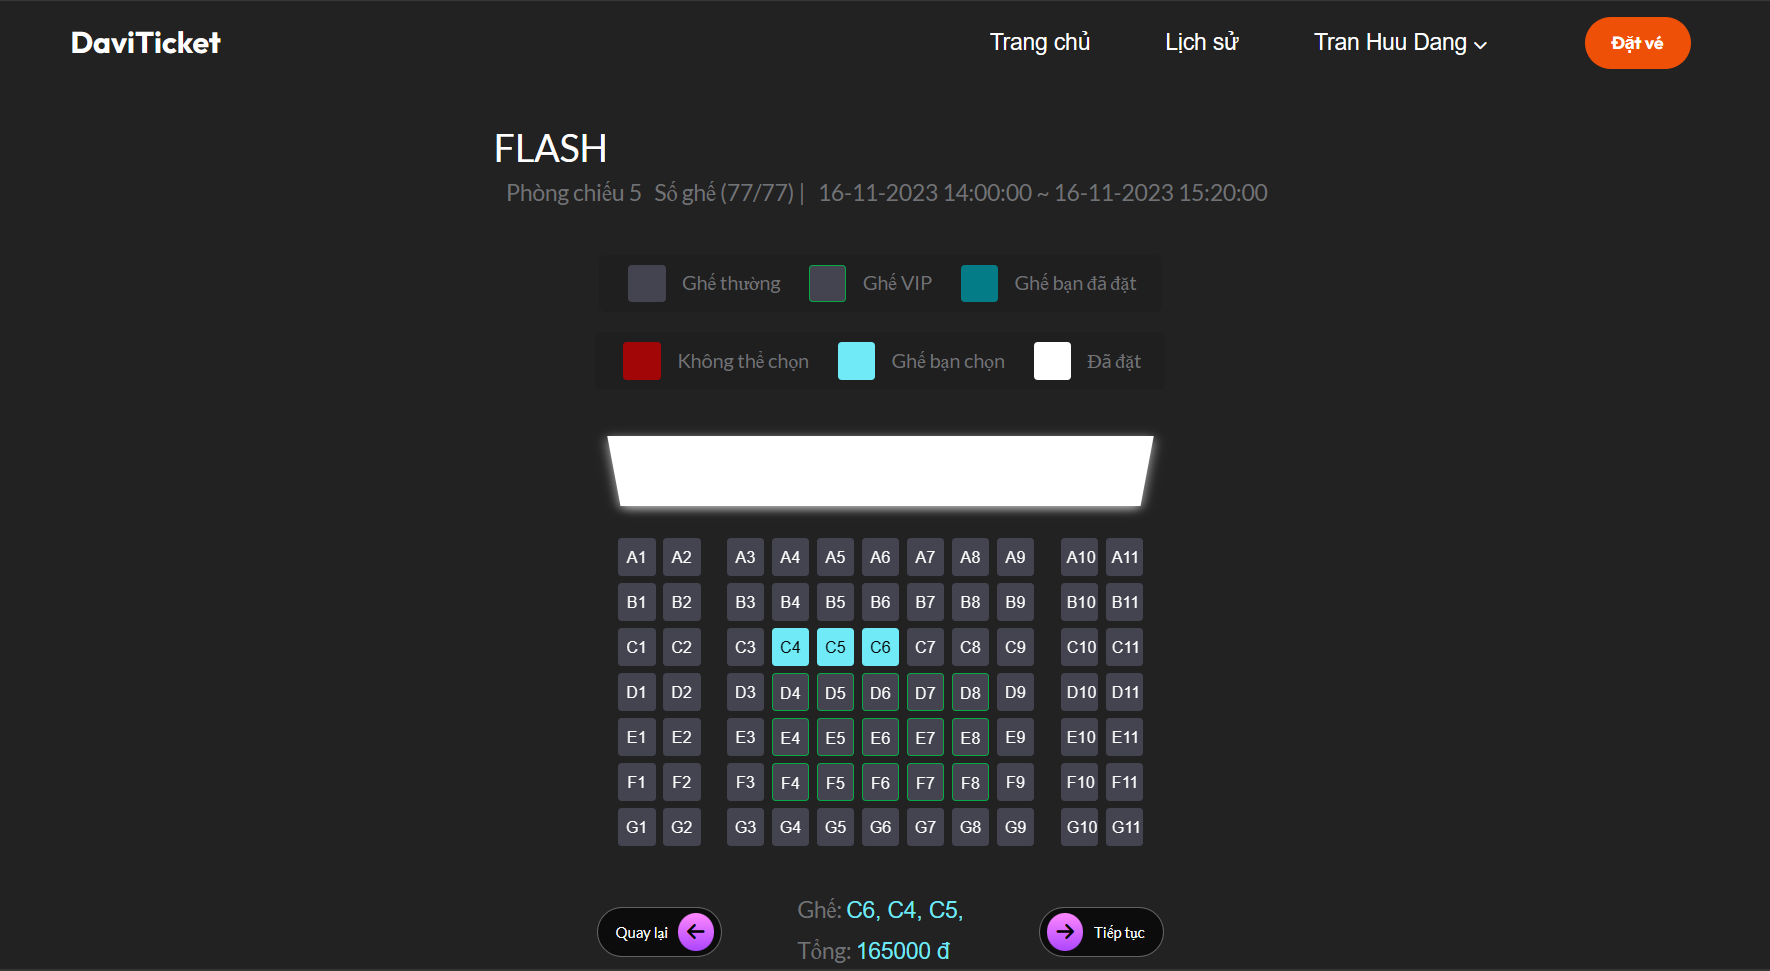 DaviTicket Trang chủ Lịch sử Tran Huu Dang Đặt vé
FLASH
Phòng chiếu 5 Số ghế (77/77) | 16-11-2023 14:00:00 ~ 16-11-2023 15:20:00
Ghế thường Ghế VIP Ghế bạn đã đặt
Không thể chọn Ghế bạn chọn Đã đặt
A1 A2 A3 A4 A5 A6 A7 A8 A9 A10 A11
B1 B2 B3 B4 B5 B6 B7 B8 B9 B10 B11
C1 C2 C3 C4 C5 C6 C7 C8 C9 C10 C11
D1 D2 D3 D4 D5 D6 D7 D8 D9 D10 D11
E1 E2 E3 E4 E5 E6 E7 E8 E9 E10 E11
F1 F2 F3 F4 F5 F6 F7 F8 F9 F10 F11
G1 G2 G3 G4 G5 G6 G7 G8 G9 G10 G11
Quay lại
Ghế: C6, C4, C5,
Tổng: 165000 đ
Tiếp tục